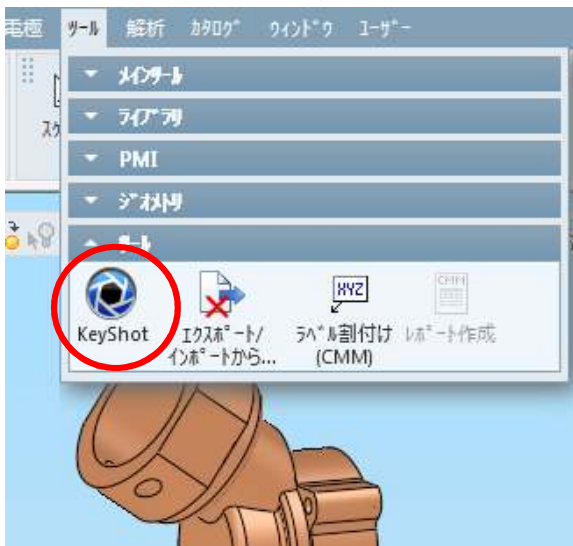 電極 ﾂｰﾙ 解析 ｶﾀﾛｸﾞ ｳｨﾝﾄﾞｳ ﾕｰｻﾞｰ
ﾒｲﾝﾂｰﾙ
ﾗｲﾌﾞﾗﾘ
PMI
ｼﾞｵﾒﾄﾘ
ﾂｰﾙ
KeyShot
ｴｸｽﾎﾟｰﾄ/
ｲﾝﾎﾟｰﾄから...
XYZ
ﾗﾍﾞﾙ割付け
(CMM)
CMM
ﾚﾎﾟｰﾄ作成